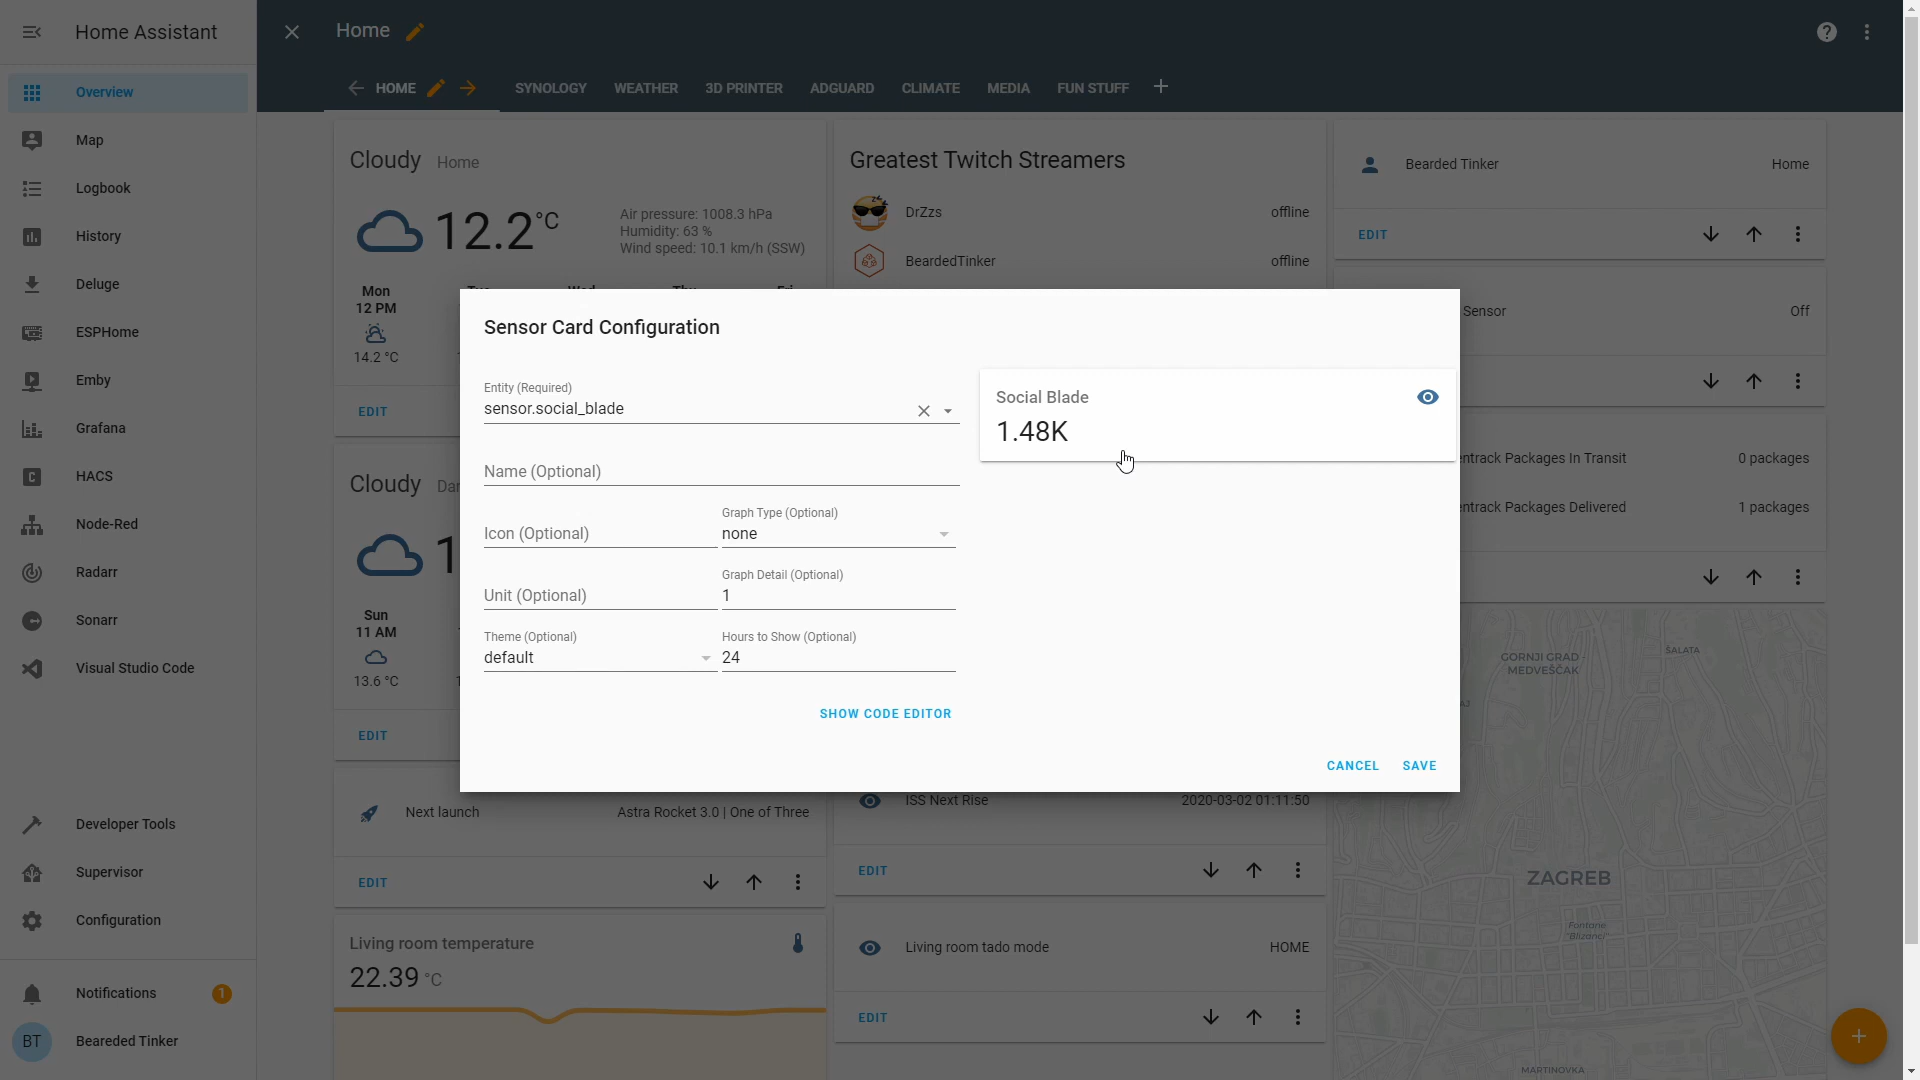 Home Assistant
Overview
Map
Logbook
History
Deluge
ESPHome
Emby
Grafana
HACS
Node-Red
Radarr
Sonarr
Visual Studio Code
Developer Tools
Supervisor
Configuration
Notifications
1
BT
Beareded Tinker
Home
HOME
SYNOLOGY
WEATHER
3D PRINTER
ADGUARD
CLIMATE
MEDIA
FUN STUFF
Cloudy Home
12.2 °C
Air pressure: 1008.3 hPa
Humidity: 63 %
Wind speed: 10.1 km/h (SSW)
Mon
12 PM
14.2 °C
EDIT
Cloudy
Sun
11 AM
13.6 °C
EDIT
Next launch
Astra Rocket 3.0 | One of Three
EDIT
Living room temperature
22.39 °C
Greatest Twitch Streamers
DrZzs
offline
BeardedTinker
offline
Sensor Card Configuration
Entity (Required)
sensor.social_blade
Name (Optional)
Icon (Optional)
Graph Type (Optional)
none
Unit (Optional)
Graph Detail (Optional)
1
Theme (Optional)
default
Hours to Show (Optional)
24
SHOW CODE EDITOR
Social Blade
1.48K
CANCEL
SAVE
ISS Next Rise
2020-03-02 01:11:50
EDIT
Living room tado mode
HOME
EDIT
Bearded Tinker
Home
EDIT
Sensor
Off
entrack Packages In Transit
0 packages
entrack Packages Delivered
1 packages
GORNJI GRAD -
MEDVEŠČAK
ŠALATA
ZAGREB
Fontane
"Blizanci"
MARTINOVKA